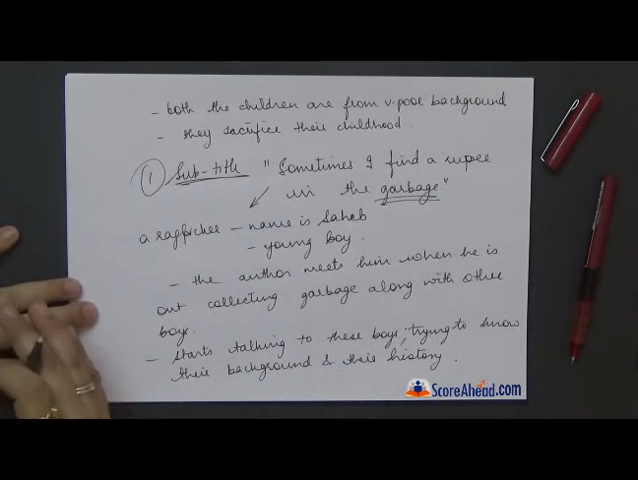 - both the children are from v. poor background
- they sacrifice their childhood.
① Sub-title " Sometimes I find a rupee
in the garbage"
a ragpicker - name is Saheb
- young boy.
- the author meets him when he is
out collecting garbage along with other
boys.
- starts talking to these boys, trying to know
their background & their history.
ScoreAhead.com